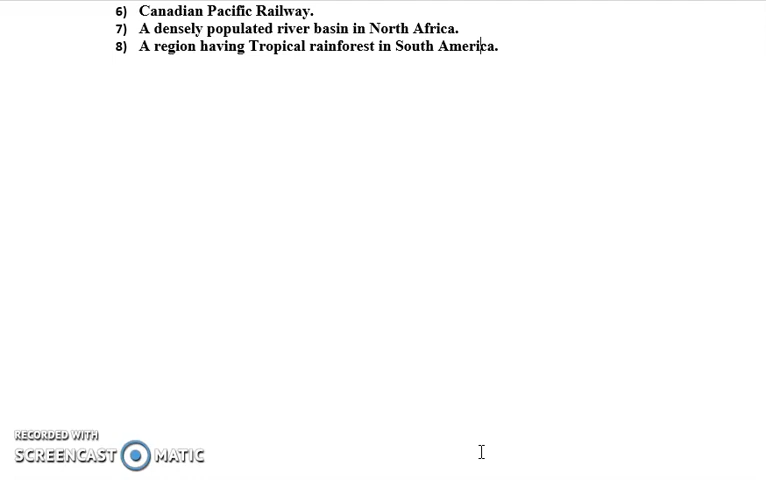 6) Canadian Pacific Railway.
7) A densely populated river basin in North Africa.
8) A region having Tropical rainforest in South America.
RECORDED WITH
SCREENCAST MATIC